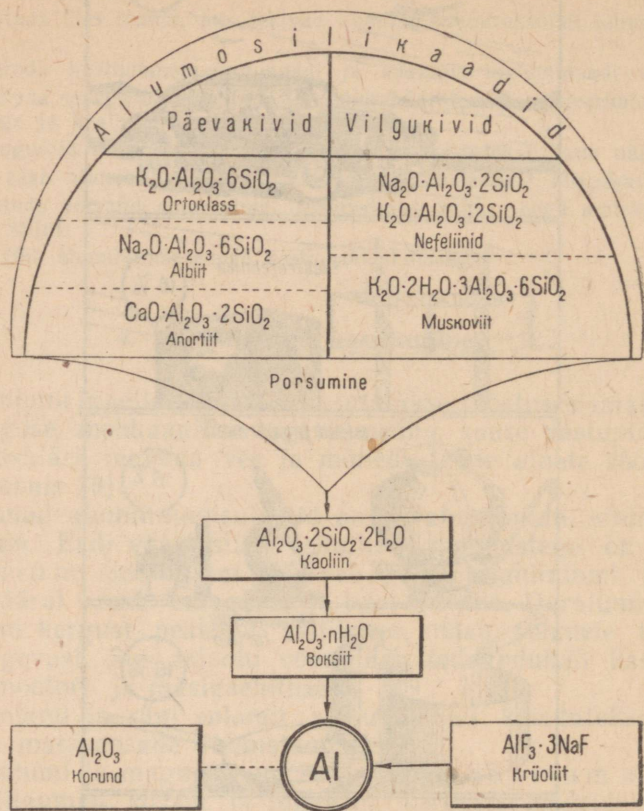 Alumosilikaadid
Päevakivid
Vilgukivid
K₂O·Al₂O₃·6SiO₂
Ortoklass
Na₂O·Al₂O₃·6SiO₂
Albiit
CaO·Al₂O₃·2SiO₂
Anortiit
Na₂O·Al₂O₃·2SiO₂
K₂O·Al₂O₃·2SiO₂
Nefeliinid
K₂O·2H₂O·3Al₂O₃·6SiO₂
Muskoviit
Porsumine
Al₂O₃·2SiO₂·2H₂O
Kaoliin
Al₂O₃·nH₂O
Boksiit
Al₂O₃
Korund
Al
AlF₃·3NaF
Krüoliit